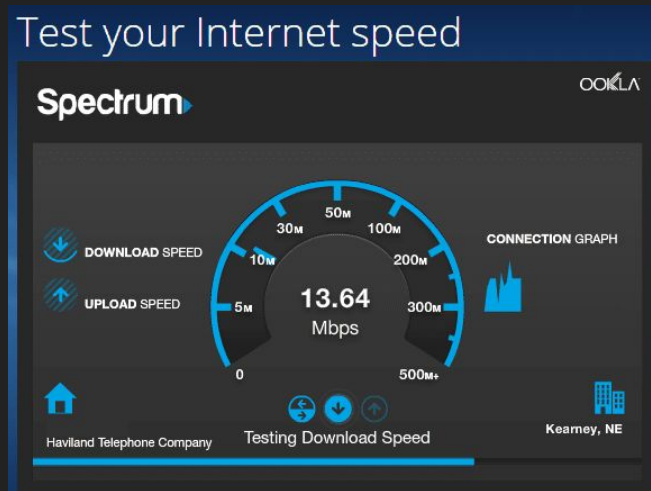 Test your Internet speed
OOKLA
Spectrum
50M
30M
100M
CONNECTION GRAPH
DOWNLOAD SPEED
10M
200M
UPLOAD SPEED
5M
13.64
300M
Mbps
0
500M+
Haviland Telephone Company
Testing Download Speed
Kearney, NE